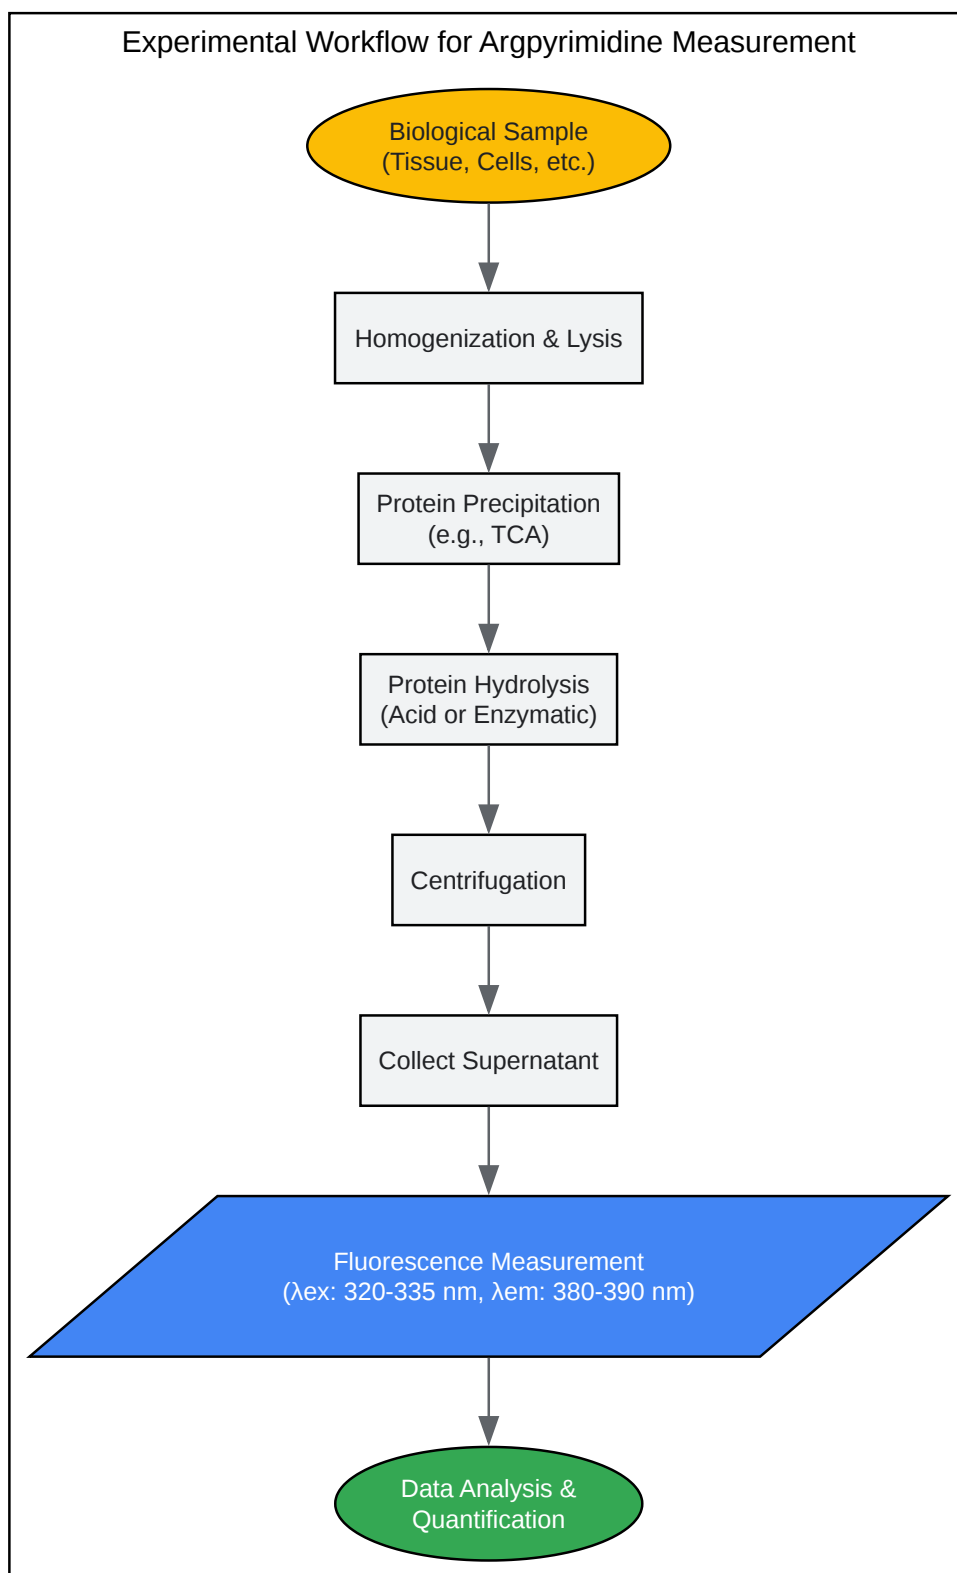 Experimental Workflow for Argpyrimidine Measurement
Biological Sample
(Tissue, Cells, etc.)
Homogenization & Lysis
Protein Precipitation
(e.g., TCA)
Protein Hydrolysis
(Acid or Enzymatic)
Centrifugation
Collect Supernatant
Fluorescence Measurement
(λex: 320-335 nm, λem: 380-390 nm)
Data Analysis &
Quantification